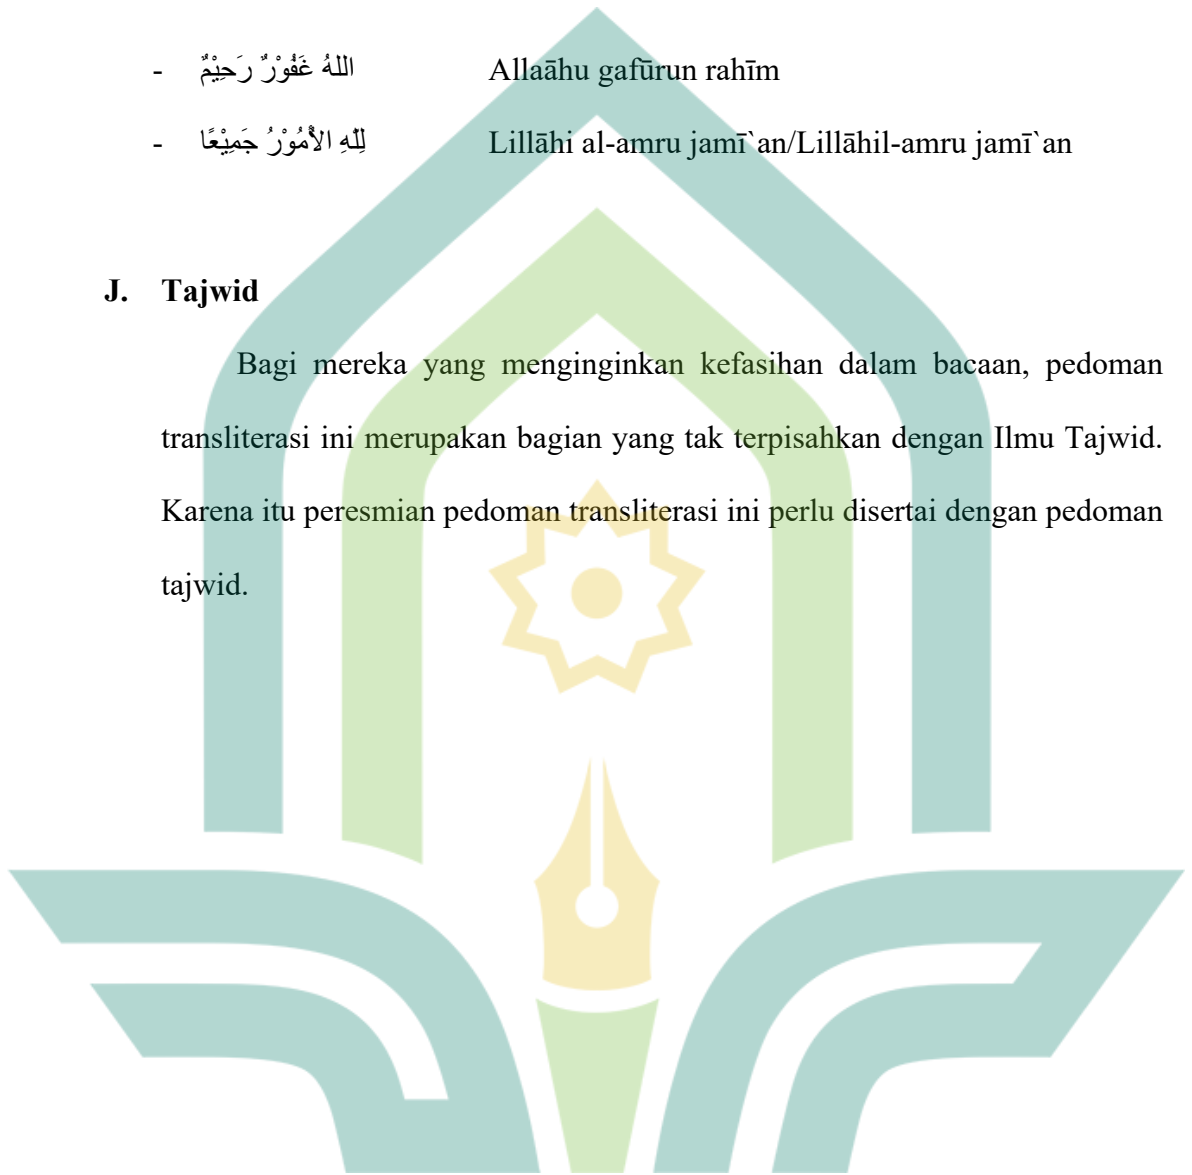 - اللهُ غَفُوْرٌ رَحِيْمٌ - Allaāhu gafūrun rahīm
- لِلّٰهِ الأُمُوْرُ جَمِيْعًا - Lillāhi al-amru jamī`an/Lillāhil-amru jamī`an
J. Tajwid
Bagi mereka yang menginginkan kefasihan dalam bacaan, pedoman
transliterasi ini merupakan bagian yang tak terpisahkan dengan Ilmu Tajwid.
Karena itu peresmian pedoman transliterasi ini perlu disertai dengan pedoman
tajwid.